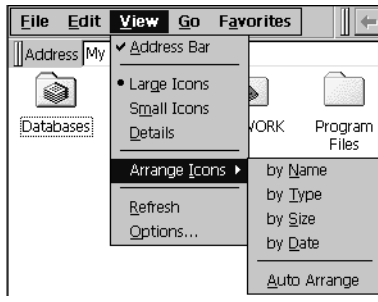 File Edit View Go Favorites
Address My
Address Bar
Large Icons
Small Icons
Details
Arrange Icons
Refresh
Options...
by Name
by Type
by Size
by Date
Auto Arrange
Databases
WORK
Program
Files